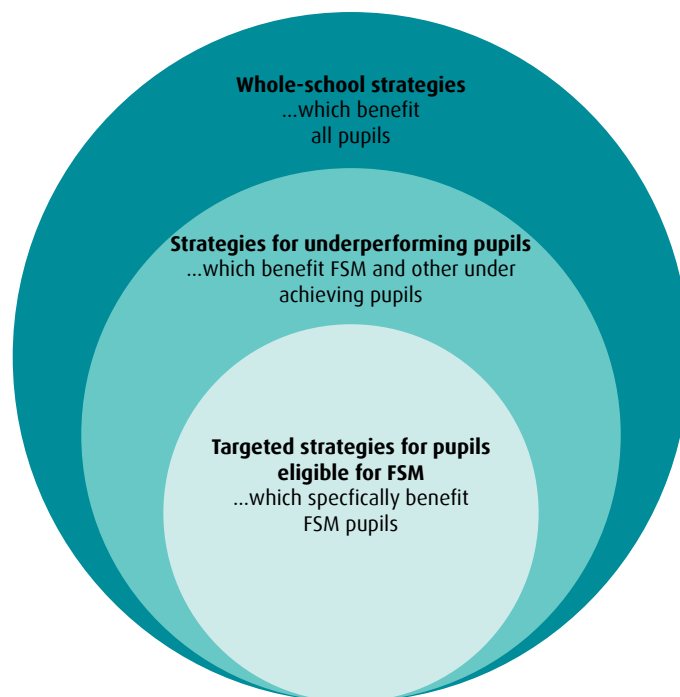 Whole-school strategies
...which benefit
all pupils
Strategies for underperforming pupils
...which benefit FSM and other under
achieving pupils
Targeted strategies for pupils
eligible for FSM
...which specfically benefit
FSM pupils